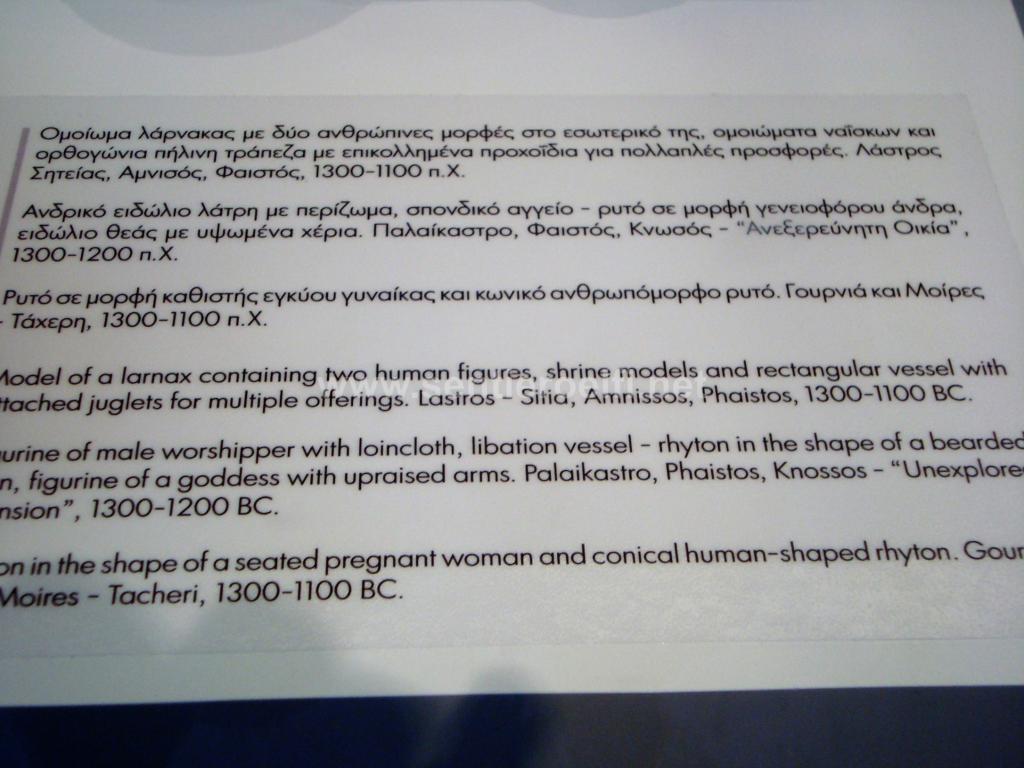 Ομοίωμα λάρνακας με δύο ανθρώπινες μορφές στο εσωτερικό της, ομοιώματα ναΐσκων και
ορθογώνια πήλινη τράπεζα με επικολλημένα προχοΐδια για πολλαπλές προσφορές. Λάστρος
Σητείας, Αμνισός, Φαιστός, 1300-1100 π.Χ.
Ανδρικό ειδώλιο λάτρη με περίζωμα, σπονδικό αγγείο - ρυτό σε μορφή γενειοφόρου άνδρα,
ειδώλιο θεάς με υψωμένα χέρια. Παλαίκαστρο, Φαιστός, Κνωσός - “Ανεξερεύνητη Οικία” ,
1300-1200 π.Χ.
Ρυτό σε μορφή καθιστής εγκύου γυναίκας και κωνικό ανθρωπόμορφο ρυτό. Γουρνιά και Μοίρες
- Τάχερη, 1300-1100 π.Χ.
Model of a larnax containing two human figures, shrine models and rectangular vessel with
ttached juglets for multiple offerings. Lastros - Sitia, Amnissos, Phaistos, 1300-1100 BC.
urine of male worshipper with loincloth, libation vessel - rhyton in the shape of a bearded
n, figurine of a goddess with upraised arms. Palaikastro, Phaistos, Knossos - “Unexplore
nsion”, 1300-1200 BC.
on in the shape of a seated pregnant woman and conical human-shaped rhyton. Gour
Moires - Tacheri, 1300-1100 BC.